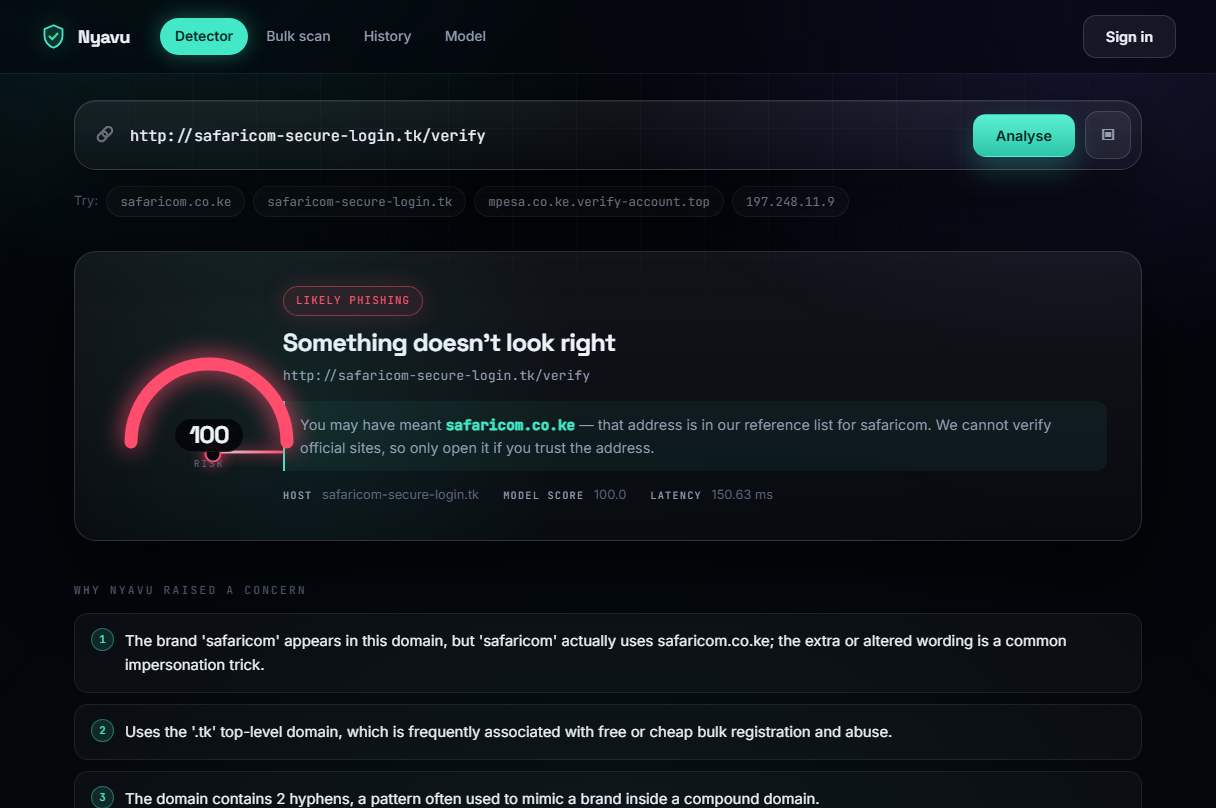 Nyavu
Detector Bulk scan History Model
Sign in
http://safaricom-secure-login.tk/verify
Analyse
Try: safaricom.co.ke safaricom-secure-login.tk mpesa.co.ke.verify-account.top 197.248.11.9
LIKELY PHISHING
Something doesn't look right
http://safaricom-secure-login.tk/verify
100
RISK
You may have meant safaricom.co.ke — that address is in our reference list for safaricom. We cannot verify
official sites, so only open it if you trust the address.
HOST safaricom-secure-login.tk MODEL SCORE 100.0 LATENCY 150.63 ms
WHY NYAVU RAISED A CONCERN
1 The brand 'safaricom' appears in this domain, but 'safaricom' actually uses safaricom.co.ke; the extra or altered wording is a common
impersonation trick.
2 Uses the '.tk' top-level domain, which is frequently associated with free or cheap bulk registration and abuse.
3 The domain contains 2 hyphens, a pattern often used to mimic a brand inside a compound domain.